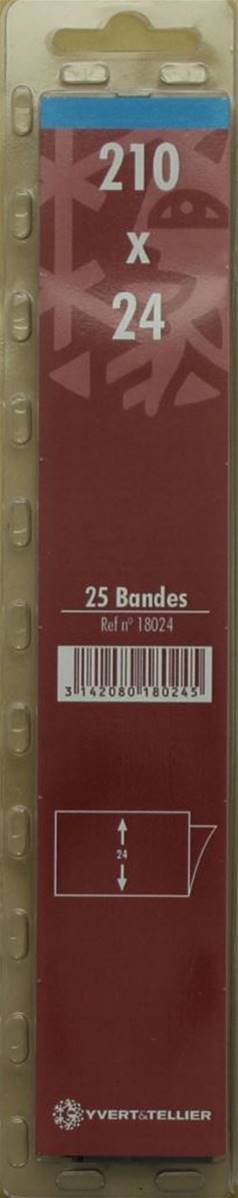 210
x
24
25 Bandes
Ref n° 18024
3 142080 180245
24
YVERT&TELLIER